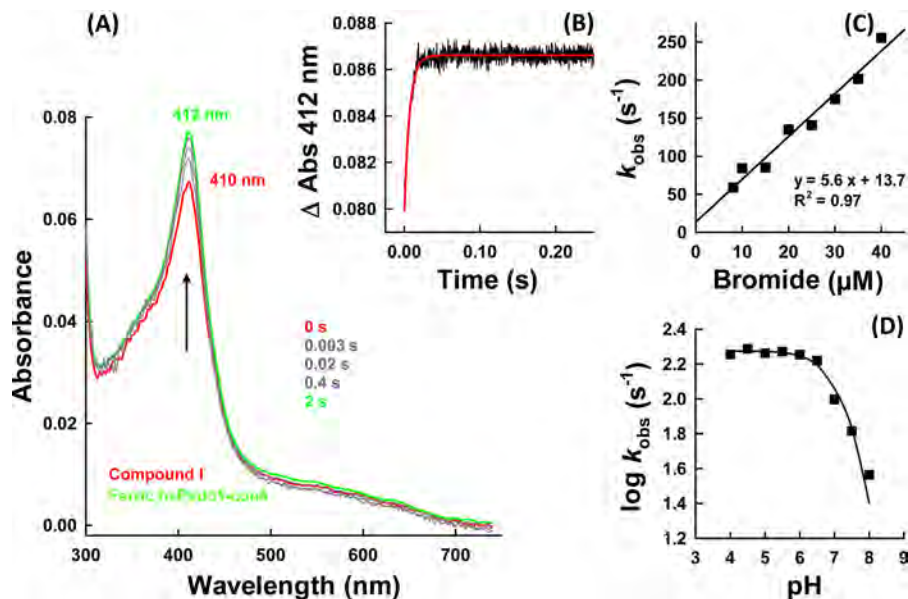 (A)
412 nm
410 nm
0.08
0.06
0.04
0.02
0.00
Absorbance
0 s
0.003 s
0.02 s
0.4 s
2 s
Compound I
Ferric
300 400 500 600 700
Wavelength (nm)
(B)
Δ Abs 412 nm
0.088
0.086
0.084
0.082
0.080
0.00 0.10 0.20
Time (s)
(C)
k obs (s-1)
250
200
150
100
50
0
y = 5.6 x + 13.7
R2 = 0.97
0 10 20 30 40
Bromide (µM)
(D)
log k obs (s-1)
2.4
2.2
2.0
1.8
1.6
1.4
1.2
3 4 5 6 7 8 9
pH